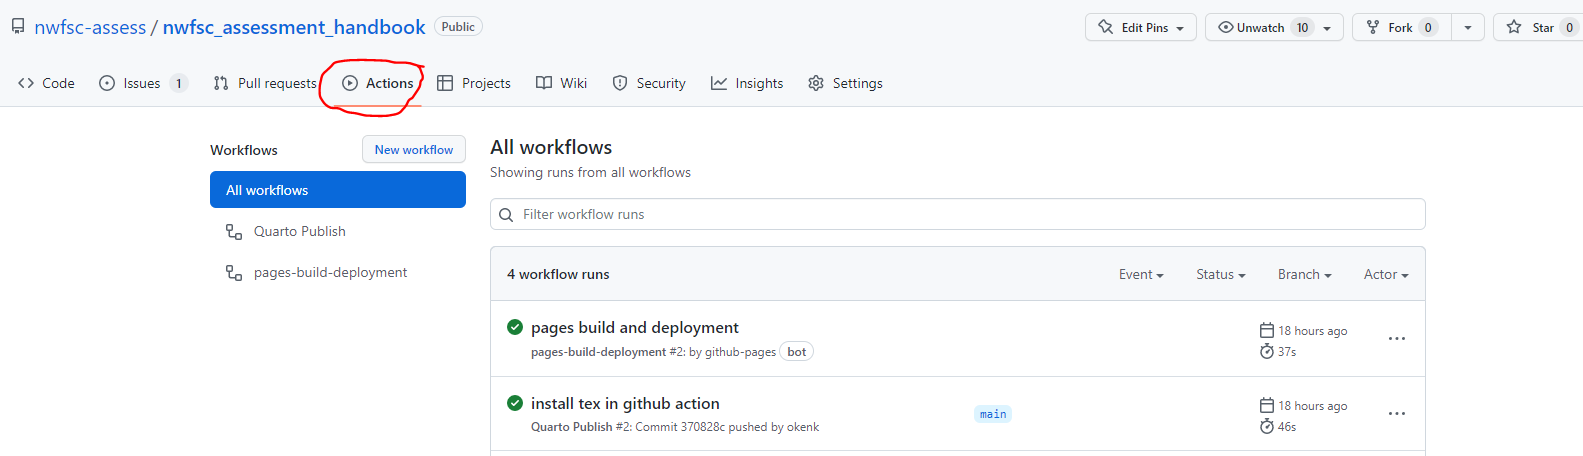 nwfsc-assess / nwfsc_assessment_handbook Public Edit Pins Unwatch 10 Fork 0 Star 0
Code Issues 1 Pull requests Actions Projects Wiki Security Insights Settings
Workflows New workflow
All workflows
Quarto Publish
pages-build-deployment
All workflows
Showing runs from all workflows
Filter workflow runs
4 workflow runs Event Status Branch Actor
pages build and deployment 18 hours ago
pages-build-deployment #2: by github-pages bot 37s
install tex in github action main 18 hours ago
Quarto Publish #2: Commit 370828c pushed by okenk 46s